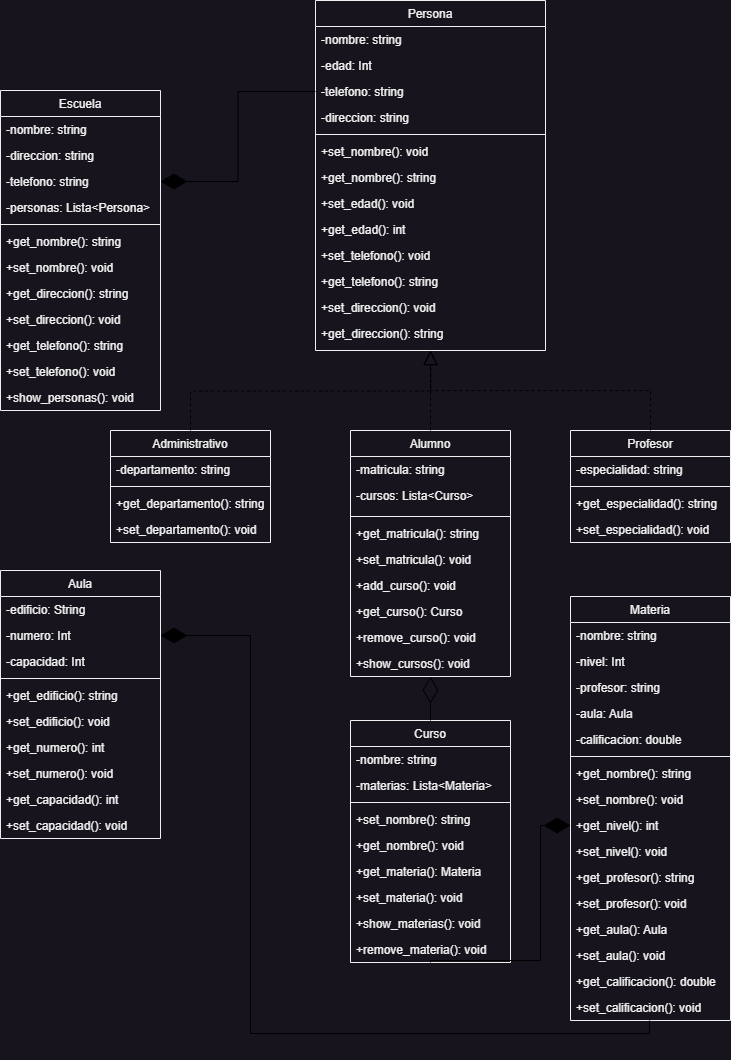 Persona
-nombre: string
-edad: Int
-telefono: string
-direccion: string
+set_nombre(): void
+get_nombre(): string
+set_edad(): void
+get_edad(): int
+set_telefono(): void
+get_telefono(): string
+set_direccion(): void
+get_direccion(): string
Escuela
-nombre: string
-direccion: string
-telefono: string
-personas: Lista<Persona>
+get_nombre(): string
+set_nombre(): void
+get_direccion(): string
+set_direccion(): void
+get_telefono(): string
+set_telefono(): void
+show_personas(): void
Administrativo
-departamento: string
+get_departamento(): string
+set_departamento(): void
Alumno
-matricula: string
-cursos: Lista<Curso>
+get_matricula(): string
+set_matricula(): void
+add_curso(): void
+get_curso(): Curso
+remove_curso(): void
+show_cursos(): void
Profesor
-especialidad: string
+get_especialidad(): string
+set_especialidad(): void
Aula
-edificio: String
-numero: Int
-capacidad: Int
+get_edificio(): string
+set_edificio(): void
+get_numero(): int
+set_numero(): void
+get_capacidad(): int
+set_capacidad(): void
Curso
-nombre: string
-materias: Lista<Materia>
+set_nombre(): string
+get_nombre(): void
+get_materia(): Materia
+set_materia(): void
+show_materias(): void
+remove_materia(): void
Materia
-nombre: string
-nivel: Int
-profesor: string
-aula: Aula
-calificacion: double
+get_nombre(): string
+set_nombre(): void
+get_nivel(): int
+set_nivel(): void
+get_profesor(): string
+set_profesor(): void
+get_aula(): Aula
+set_aula(): void
+get_calificacion(): double
+set_calificacion(): void